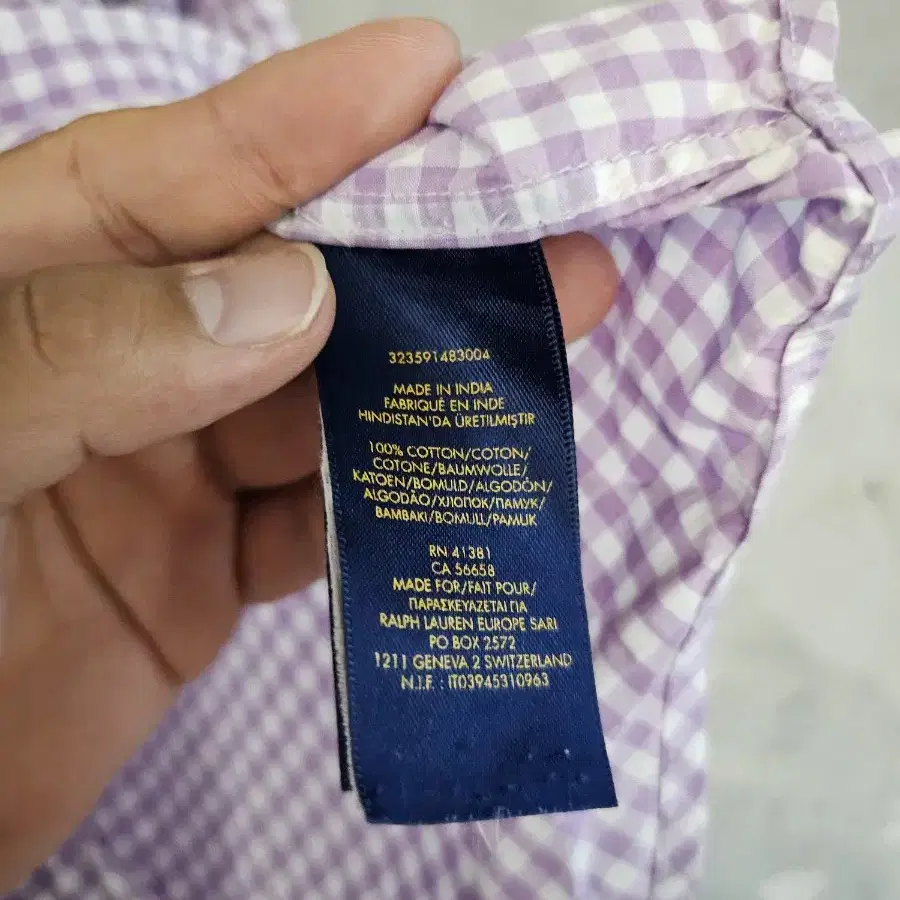 323591483004
MADE IN INDIA
FABRIQUÉ EN INDE
HINDISTAN'DA ÜRETILMIŞTIR
100% COTTON/COTON/
COTONE/BAUMWOLLE/
KATOEN/BOMULD/ALGODÓN/
ALGODÃO/ХЛОПОК/ПАМУК/
BAMBAKI/BOMULL/PAMUK
RN 41381
CA 56658
MADE FOR/FAIT POUR/
ΠΑΡΑΣΚΕΥΑΖΕΤΑΙ ΓΙΑ
RALPH LAUREN EUROPE SARL
PO BOX 2572
1211 GENEVA 2 SWITZERLAND
N.I.F. : IT03945310963